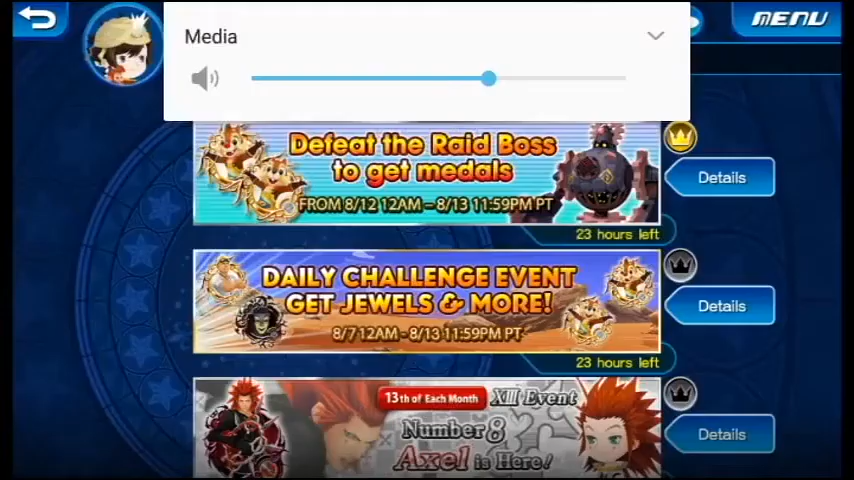 Media
MENU
Defeat the Raid Boss
to get medals
FROM 8/12 12AM – 8/13 11:59PM PT
Details
23 hours left
DAILY CHALLENGE EVENT
GET JEWELS & MORE!
8/7 12AM - 8/13 11:59PM PT
Details
23 hours left
13th of Each Month
XIII Event
Number 8
Axel is Here!
Details